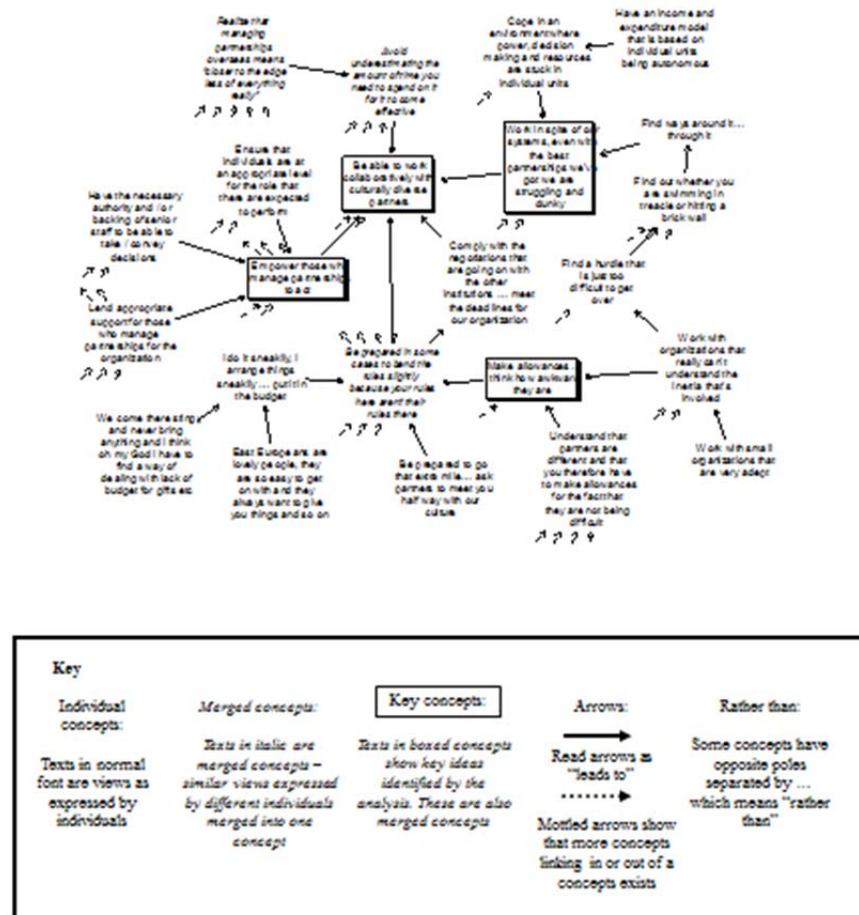 Realise that
managing
partnerships
overseas means
'closer to the edge
less of everything
really'
Avoid
underestimating the
amount of time you
need to spend on it
for it to come
effective
Cope in an
environment where
power, decision
making and resources
are stuck in
individual units
Have an income and
expenditure model
that is based on
individual units
being autonomous
Ensure that
individuals are at
an appropriate level
for the role that
there are expected
to perform
Be able to work
collaboratively with
culturally diverse
partners
Work in spite of our
systems, even with
the best
partnerships we've
got we are
struggling and
clunky
Find ways around it...
through it
Find out whether you
are swimming in
treacle or hitting a
brick wall
Have the necessary
authority and / or
backing of senior
staff to be able to
take / convey
decisions
Empower those who
manage partnerships
to act
Comply with the
negotiations that
are going on with
the other
institutions ... meet
the deadlines for
our organization
Find a hurdle that
is just too
difficult to get
over
Lend appropriate
support for those
who manage
partnerships for the
organization
I do it sneakily, I
arrange things
sneakily ... put it in
the budget
Be prepared in some
cases to bend the
rules slightly
because your rules
here aren't their
rules there
Make allowances...
think how awkward
they are
Work with
organizations that
really can't
understand the
inertia that's
involved
We come there
and never bring
anything and I think
oh my God I have to
find a way of
dealing with lack of
budget for gifts etc
East Europeans are
lovely people, they
are so easy to get
on with and they
always want to give
you things and so on
Be prepared to go
that extra mile... ask
partners to meet you
half way with our
culture
Understand that
partners are
different and that
you therefore have
to make allowances
for the fact that
they are not being
difficult
Work with small
organizations that
are very adept
Key
Individual
concepts:
Texts in normal
font are views as
expressed by
individuals
Merged concepts:
Texts in italic are
merged concepts –
similar views expressed
by different individuals
merged into one
concept
Key concepts:
Texts in boxed concepts
show key ideas
identified by the
analysis. These are also
merged concepts
Arrows:
Read arrows as
"leads to"
Mottled arrows show
that more concepts
linking in or out of a
concepts exists
Rather than:
Some concepts have
opposite poles
separated by ...
which means "rather
than"